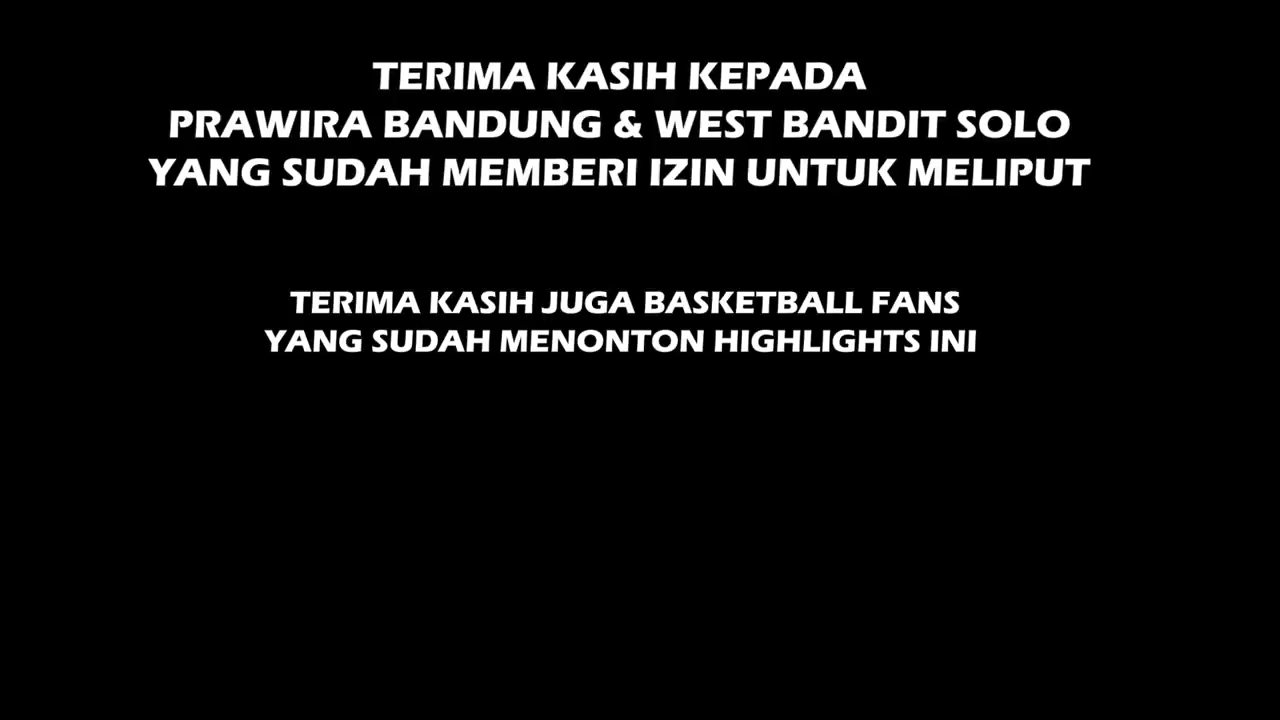 TERIMA KASIH KEPADA
PRAWIRA BANDUNG & WEST BANDIT SOLO
YANG SUDAH MEMBERI IZIN UNTUK MELIPUT
TERIMA KASIH JUGA BASKETBALL FANS
YANG SUDAH MENONTON HIGHLIGHTS INI